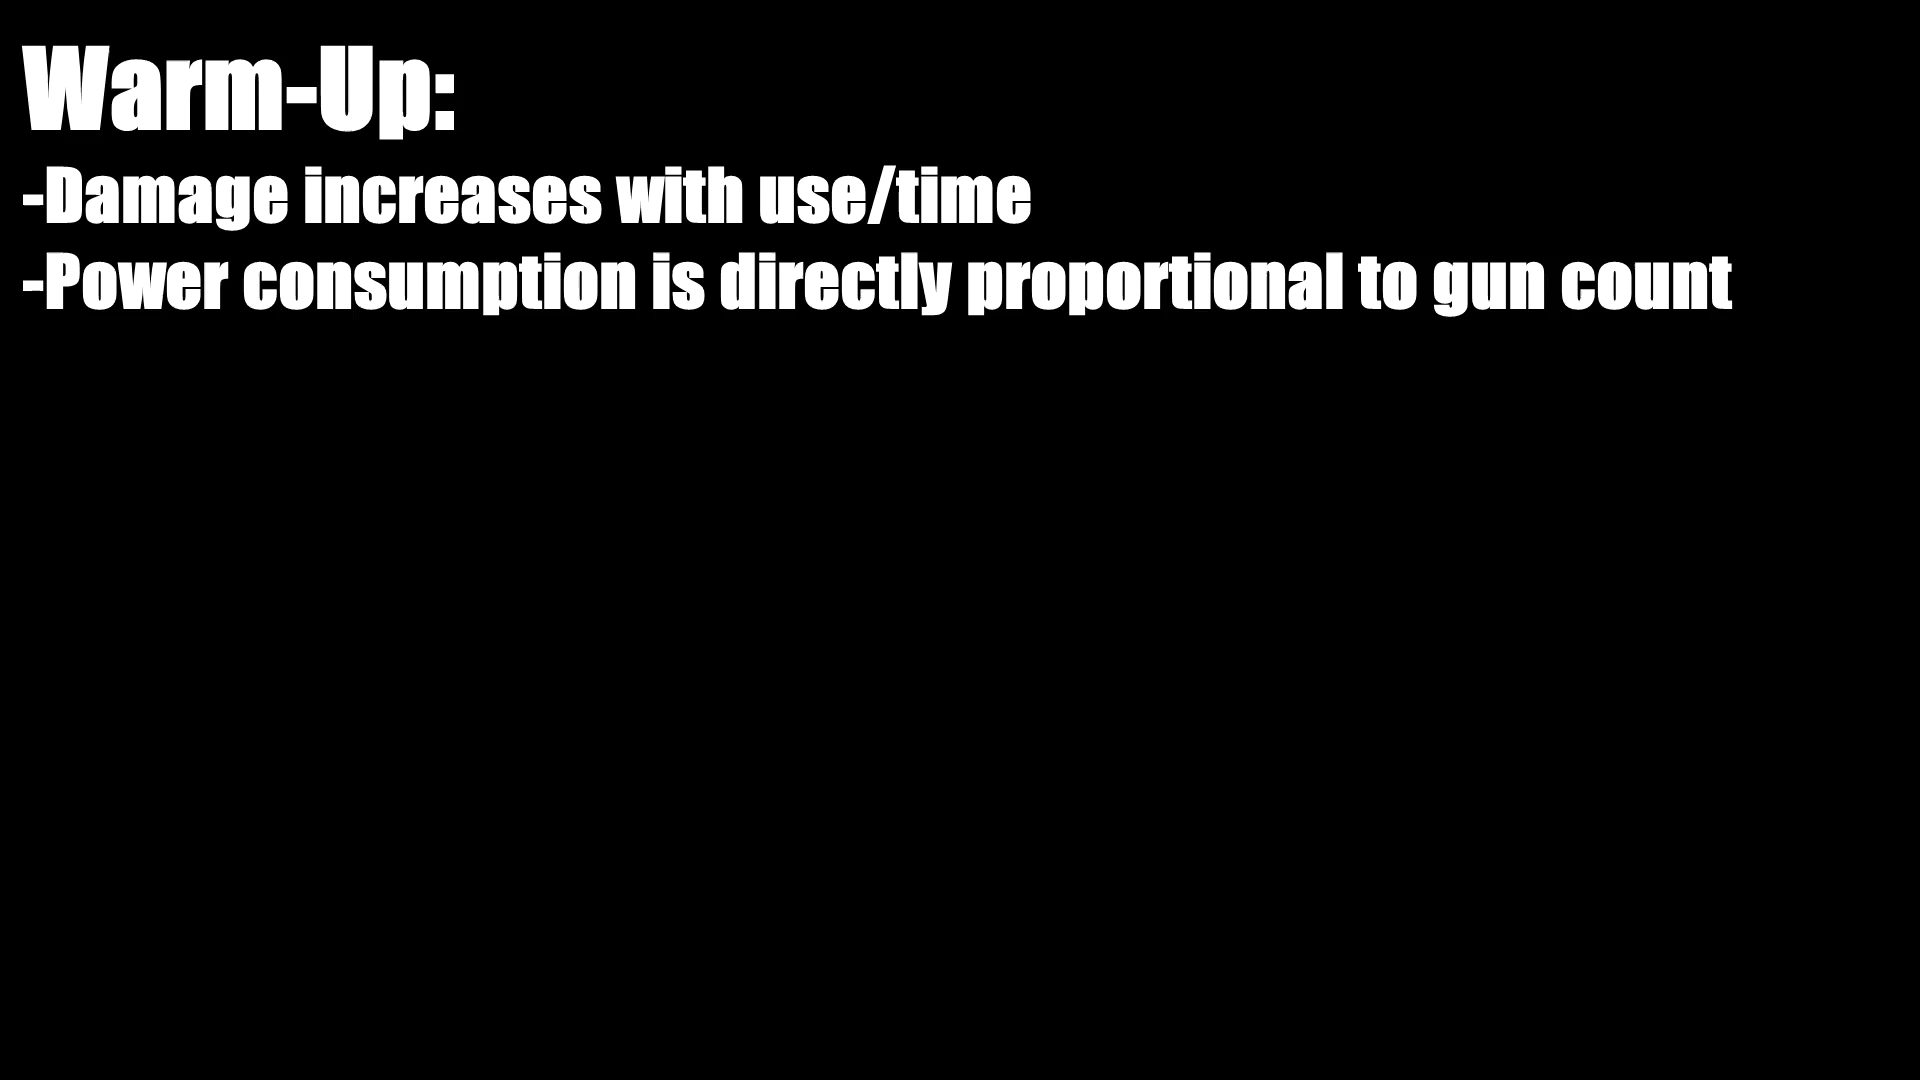 Warm-Up:
-Damage increases with use/time
-Power consumption is directly proportional to gun count